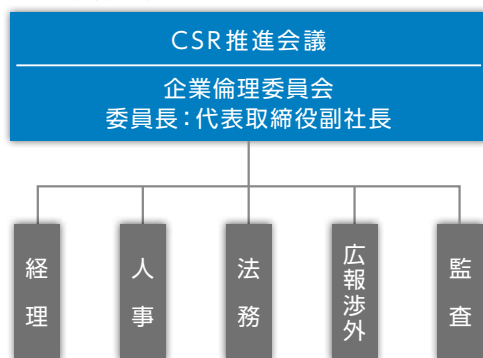 CSR推進会議
企業倫理委員会
委員長：代表取締役副社長
経理
人事
法務
広報渉外
監査